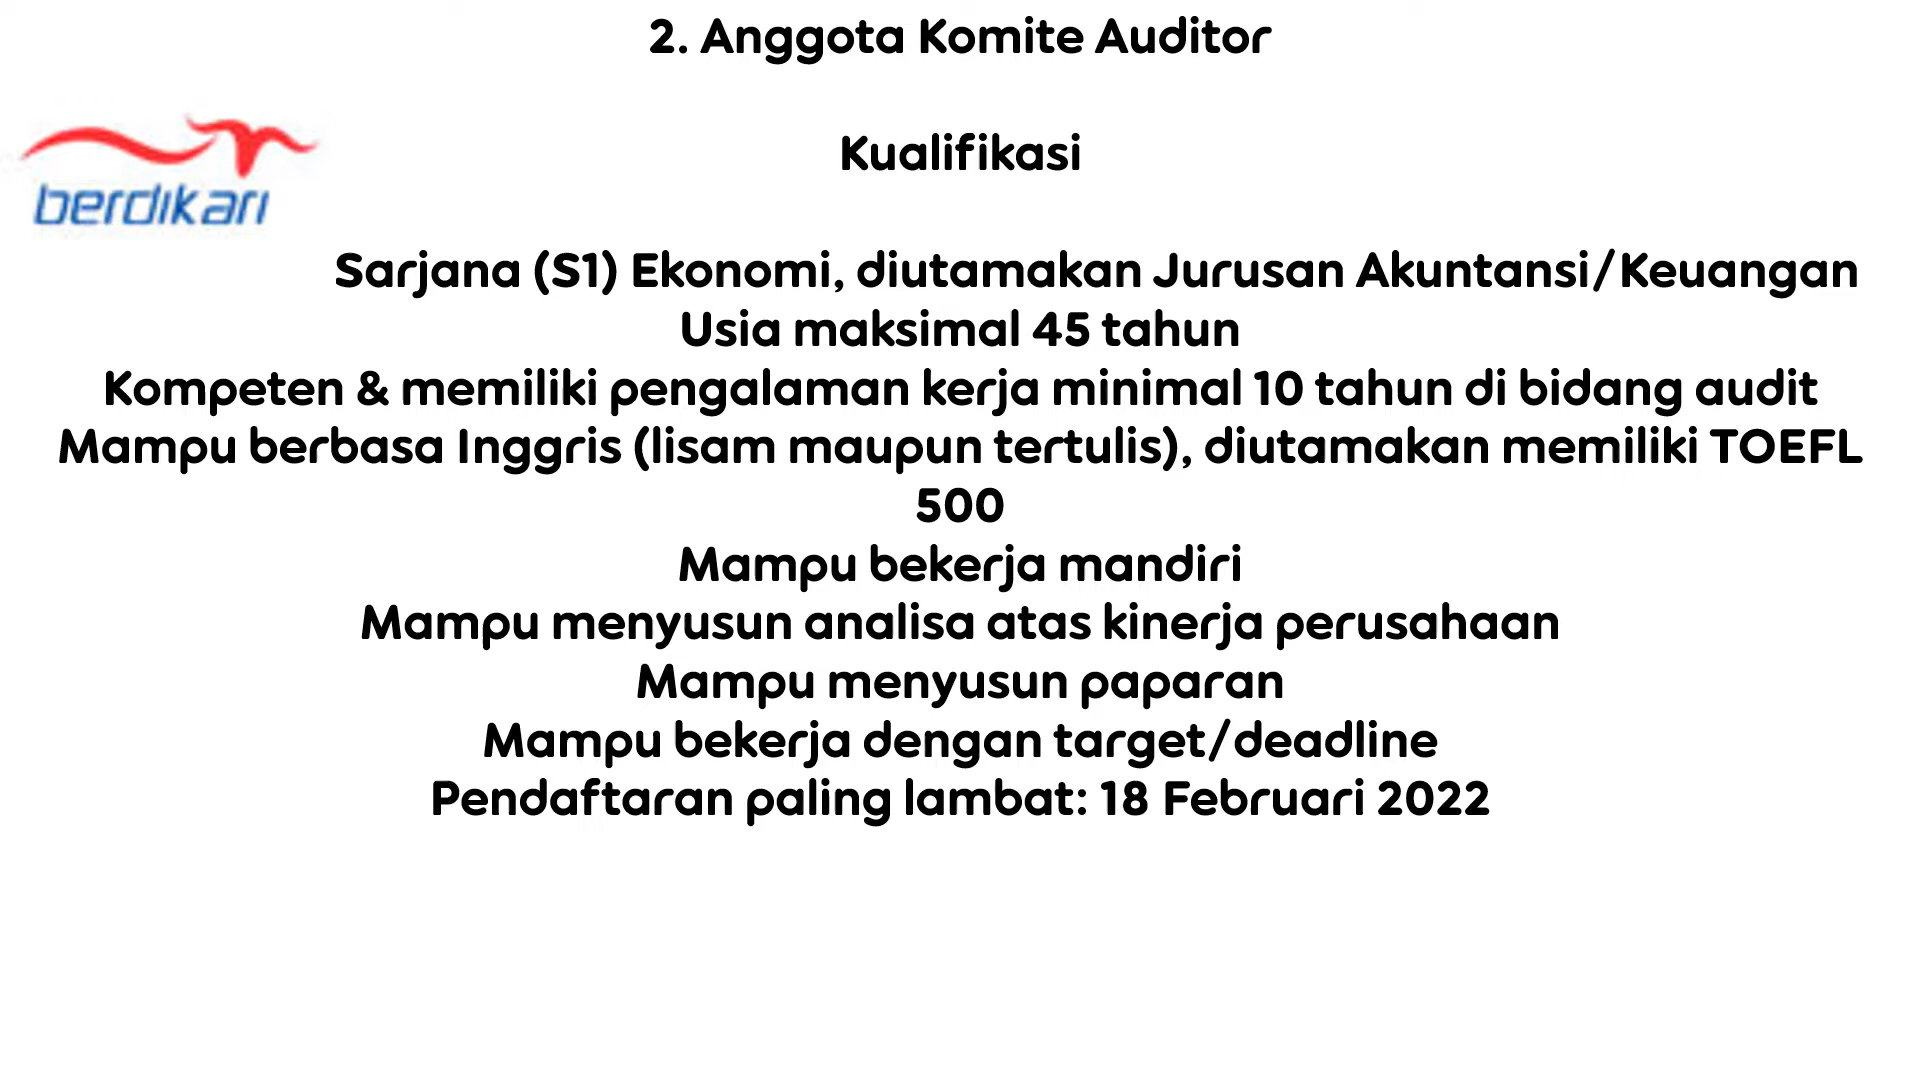 2. Anggota Komite Auditor
berdikari
Kualifikasi
Sarjana (S1) Ekonomi, diutamakan Jurusan Akuntansi/Keuangan
Usia maksimal 45 tahun
Kompeten & memiliki pengalaman kerja minimal 10 tahun di bidang audit
Mampu berbasa Inggris (lisam maupun tertulis), diutamakan memiliki TOEFL
500
Mampu bekerja mandiri
Mampu menyusun analisa atas kinerja perusahaan
Mampu menyusun paparan
Mampu bekerja dengan target/deadline
Pendaftaran paling lambat: 18 Februari 2022